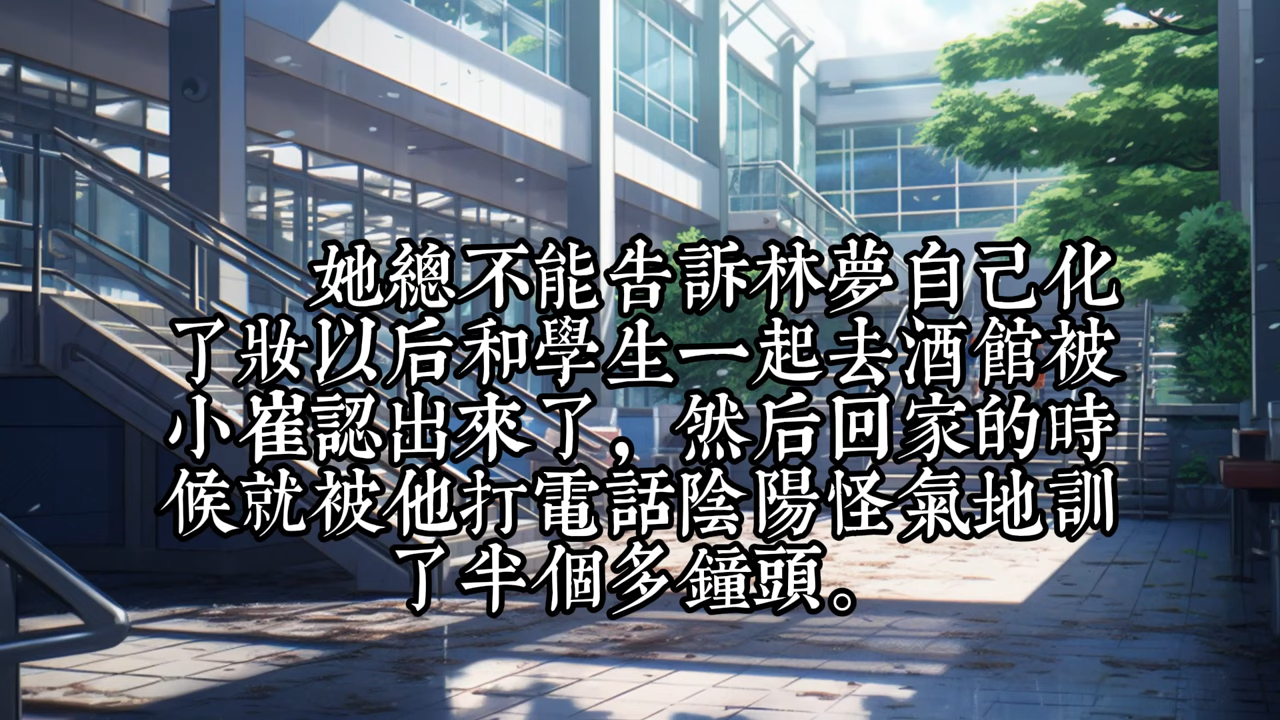 她總不能告訴林夢自己化
了妝以后和學生一起去酒館被
小崔認出來了，然后回家的時
候就被他打電話陰陽怪氣地訓
了半個多鐘頭。